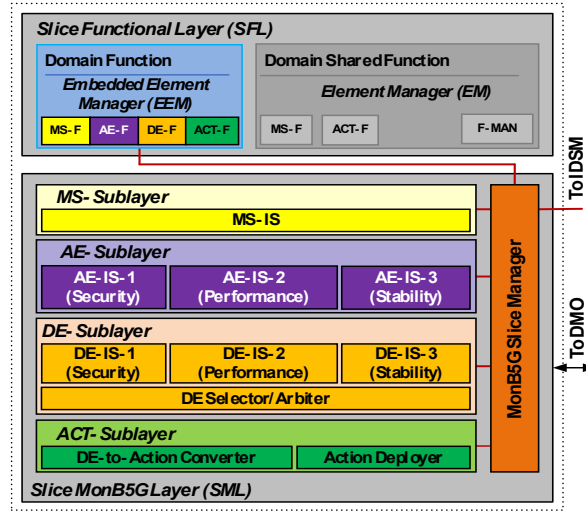 Slice Functional Layer (SFL)
Domain Function
Embedded Element
Manager (EEM)
MS-F AE-F DE-F ACT-F
Domain Shared Function
Element Manager (EM)
MS-F ACT-F F-MAN
To IDSM
MS-Sublayer
MS-IS
AE-Sublayer
AE-IS-1 AE-IS-2 AE-IS-3
(Security) (Performance) (Stability)
DE-Sublayer
DE-IS-1 DE-IS-2 DE-IS-3
(Security) (Performance) (Stability)
DE Selector/Arbiter
ACT-Sublayer
DE-to-Action Converter Action Deployer
MonB5G Slice Manager
To DMO
Slice MonB5G Layer (SML)